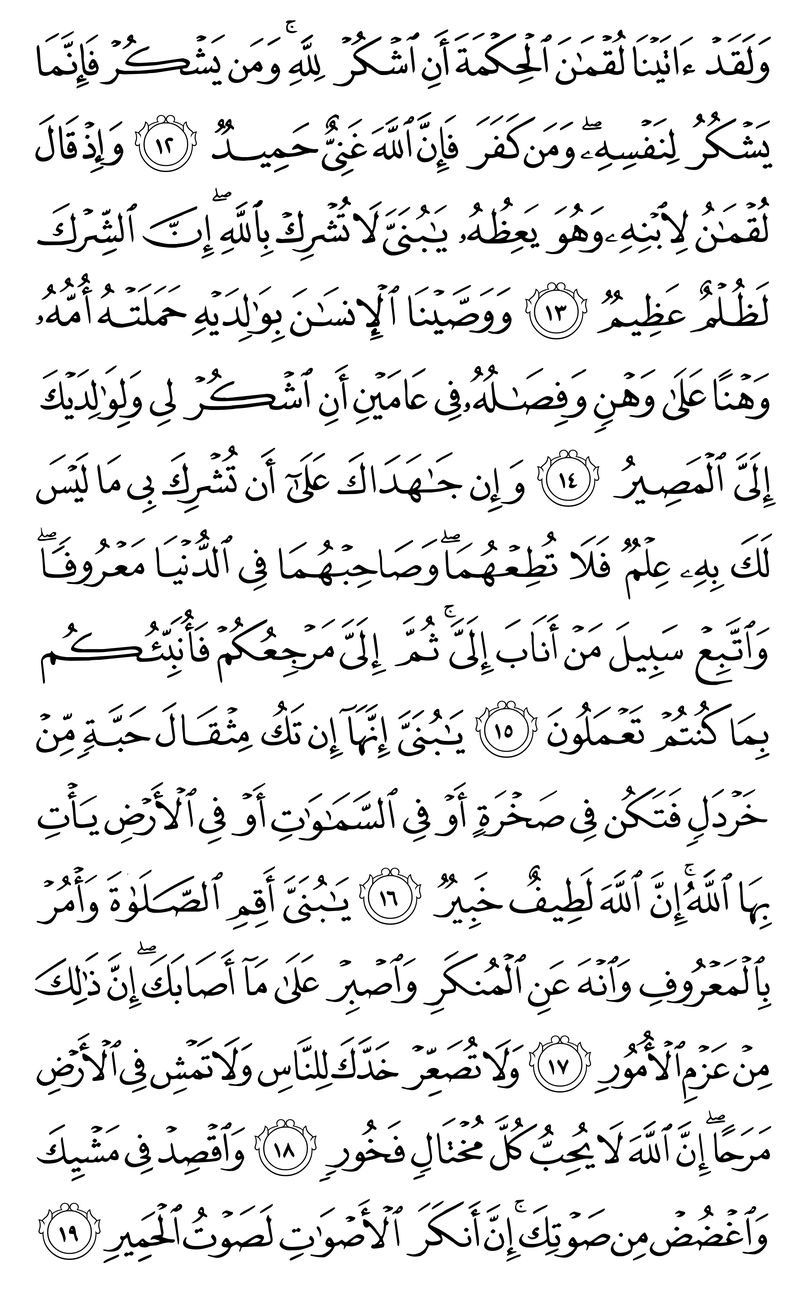 وَلَقَدۡ ءَاتَيۡنَا لُقۡمَٰنَ ٱلۡحِكۡمَةَ أَنِ ٱشۡكُرۡ لِلَّهِۚ وَمَن يَشۡكُرۡ فَإِنَّمَا
يَشۡكُرُ لِنَفۡسِهِۦۖ وَمَن كَفَرَ فَإِنَّ ٱللَّهَ غَنِيٌّ حَمِيدٞ ١٢ وَإِذۡ قَالَ
لُقۡمَٰنُ لِٱبۡنِهِۦ وَهُوَ يَعِظُهُۥ يَٰبُنَيَّ لَا تُشۡرِكۡ بِٱللَّهِۖ إِنَّ ٱلشِّرۡكَ
لَظُلۡمٌ عَظِيمٞ ١٣ وَوَصَّيۡنَا ٱلۡإِنسَٰنَ بِوَٰلِدَيۡهِ حَمَلَتۡهُ أُمُّهُۥ
وَهۡنًا عَلَىٰ وَهۡنٖ وَفِصَٰلُهُۥ فِي عَامَيۡنِ أَنِ ٱشۡكُرۡ لِي وَلِوَٰلِدَيۡكَ
إِلَيَّ ٱلۡمَصِيرُ ١٤ وَإِن جَٰهَدَاكَ عَلَىٰٓ أَن تُشۡرِكَ بِي مَا لَيۡسَ
لَكَ بِهِۦ عِلۡمٞ فَلَا تُطِعۡهُمَاۖ وَصَاحِبۡهُمَا فِي ٱلدُّنۡيَا مَعۡرُوفٗاۖ
وَٱتَّبِعۡ سَبِيلَ مَنۡ أَنَابَ إِلَيَّۚ ثُمَّ إِلَيَّ مَرۡجِعُكُمۡ فَأُنَبِّئُكُم
بِمَا كُنتُمۡ تَعۡمَلُونَ ١٥ يَٰبُنَيَّ إِنَّهَآ إِن تَكُ مِثۡقَالَ حَبَّةٖ مِّنۡ
خَرۡدَلٖ فَتَكُن فِي صَخۡرَةٍ أَوۡ فِي ٱلسَّمَٰوَٰتِ أَوۡ فِي ٱلۡأَرۡضِ يَأۡتِ
بِهَا ٱللَّهُۚ إِنَّ ٱللَّهَ لَطِيفٌ خَبِيرٞ ١٦ يَٰبُنَيَّ أَقِمِ ٱلصَّلَوٰةَ وَأۡمُرۡ
بِٱلۡمَعۡرُوفِ وَٱنۡهَ عَنِ ٱلۡمُنكَرِ وَٱصۡبِرۡ عَلَىٰ مَآ أَصَابَكَۖ إِنَّ ذَٰلِكَ
مِنۡ عَزۡمِ ٱلۡأُمُورِ ١٧ وَلَا تُصَعِّرۡ خَدَّكَ لِلنَّاسِ وَلَا تَمۡشِ فِي ٱلۡأَرۡضِ
مَرَحًاۖ إِنَّ ٱللَّهَ لَا يُحِبُّ كُلَّ مُخۡتَالٖ فَخُورٖ ١٨ وَٱقۡصِدۡ فِي مَشۡيِكَ
وَٱغۡضُضۡ مِن صَوۡتِكَۚ إِنَّ أَنكَرَ ٱلۡأَصۡوَٰتِ لَصَوۡتُ ٱلۡحَمِيرِ ١٩